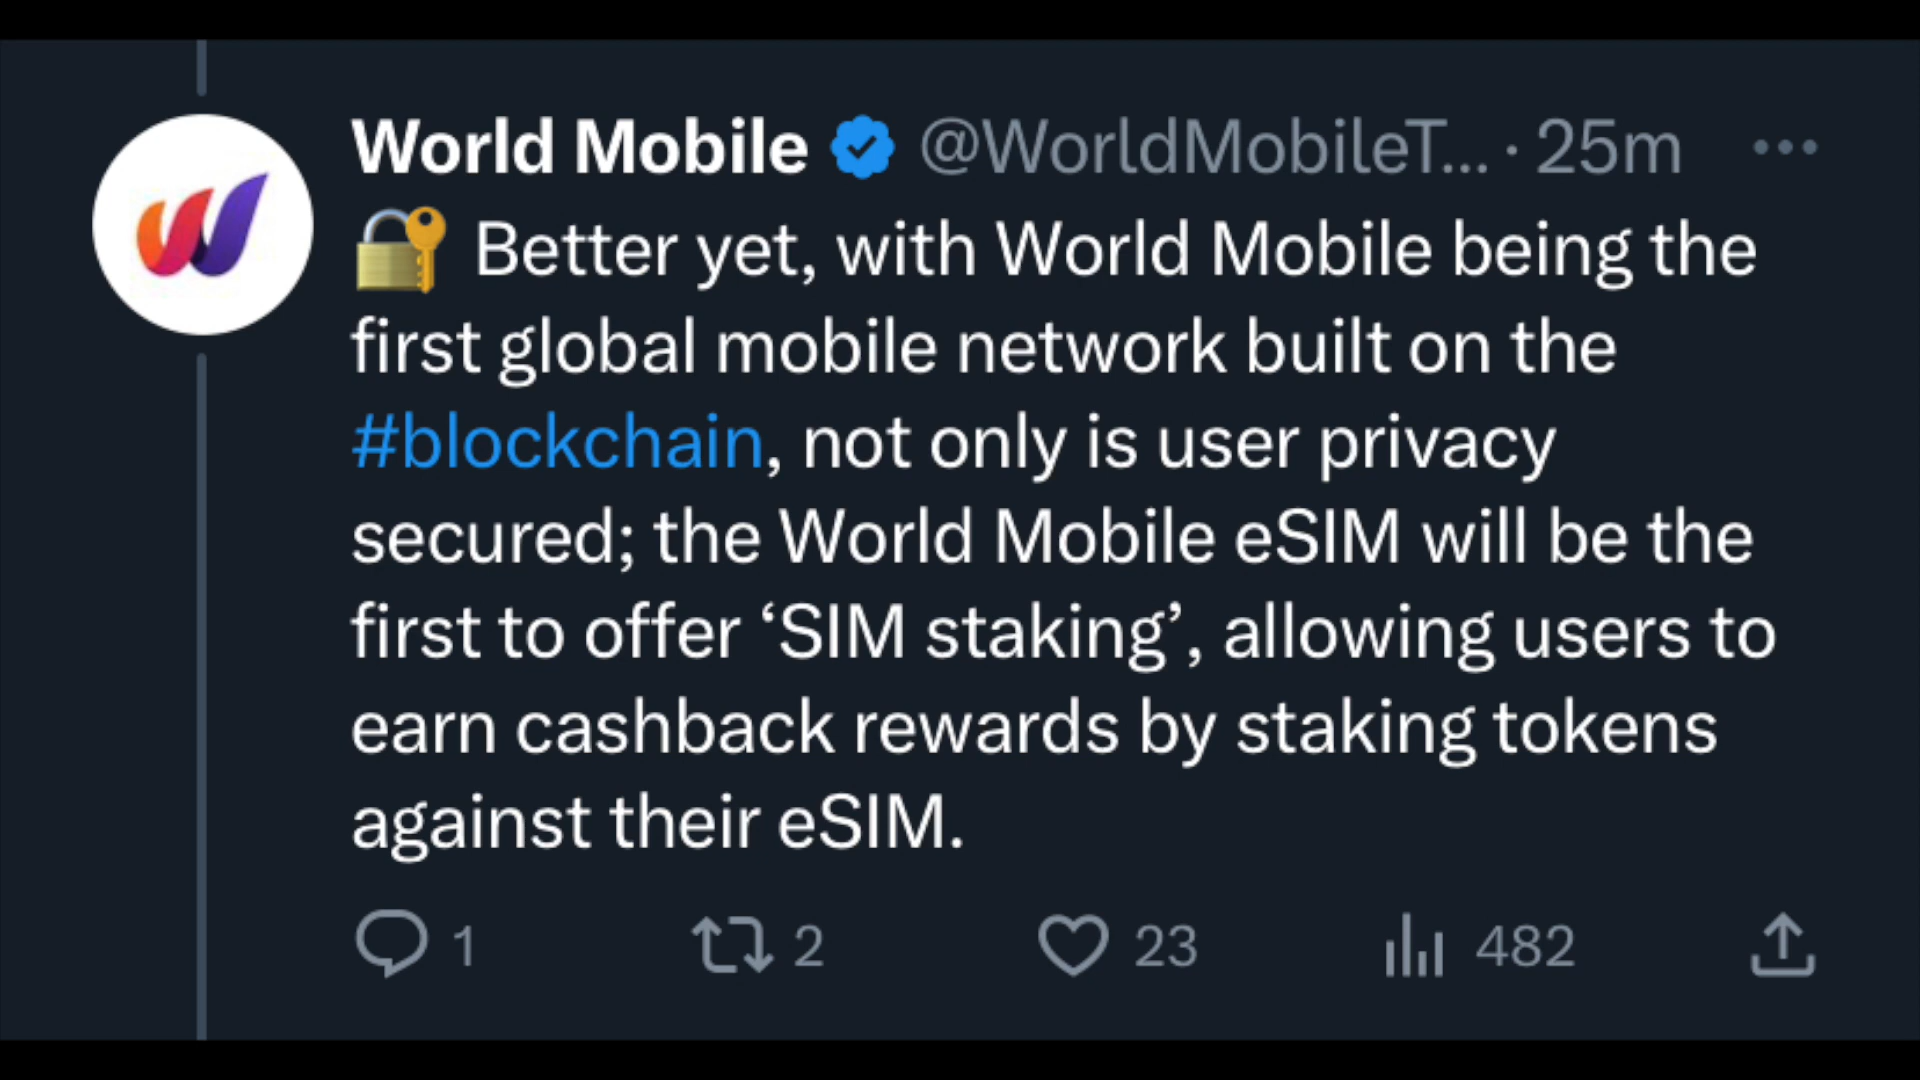 World Mobile @WorldMobileT... · 25m
🔐 Better yet, with World Mobile being the
first global mobile network built on the
#blockchain, not only is user privacy
secured; the World Mobile eSIM will be the
first to offer ‘SIM staking’, allowing users to
earn cashback rewards by staking tokens
against their eSIM.
1 2 23 482